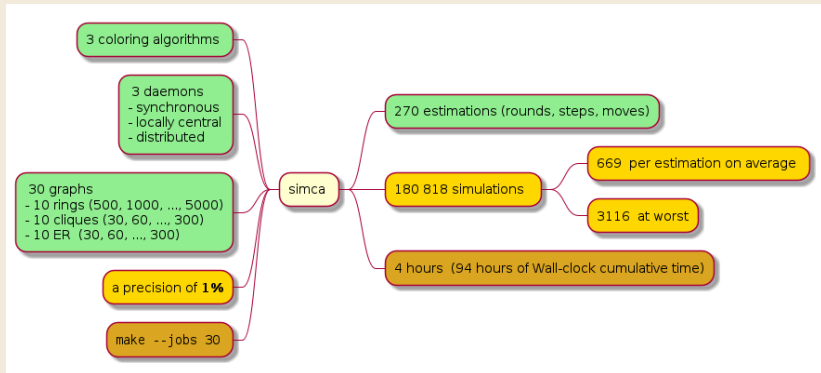 3 coloring algorithms
3 daemons
- synchronous
- locally central
- distributed
30 graphs
- 10 rings (500, 1000, ..., 5000)
- 10 cliques (30, 60, ..., 300)
- 10 ER (30, 60, ..., 300)
a precision of 1%
make --jobs 30
simca
270 estimations (rounds, steps, moves)
180 818 simulations
669 per estimation on average
3116 at worst
4 hours (94 hours of Wall-clock cumulative time)